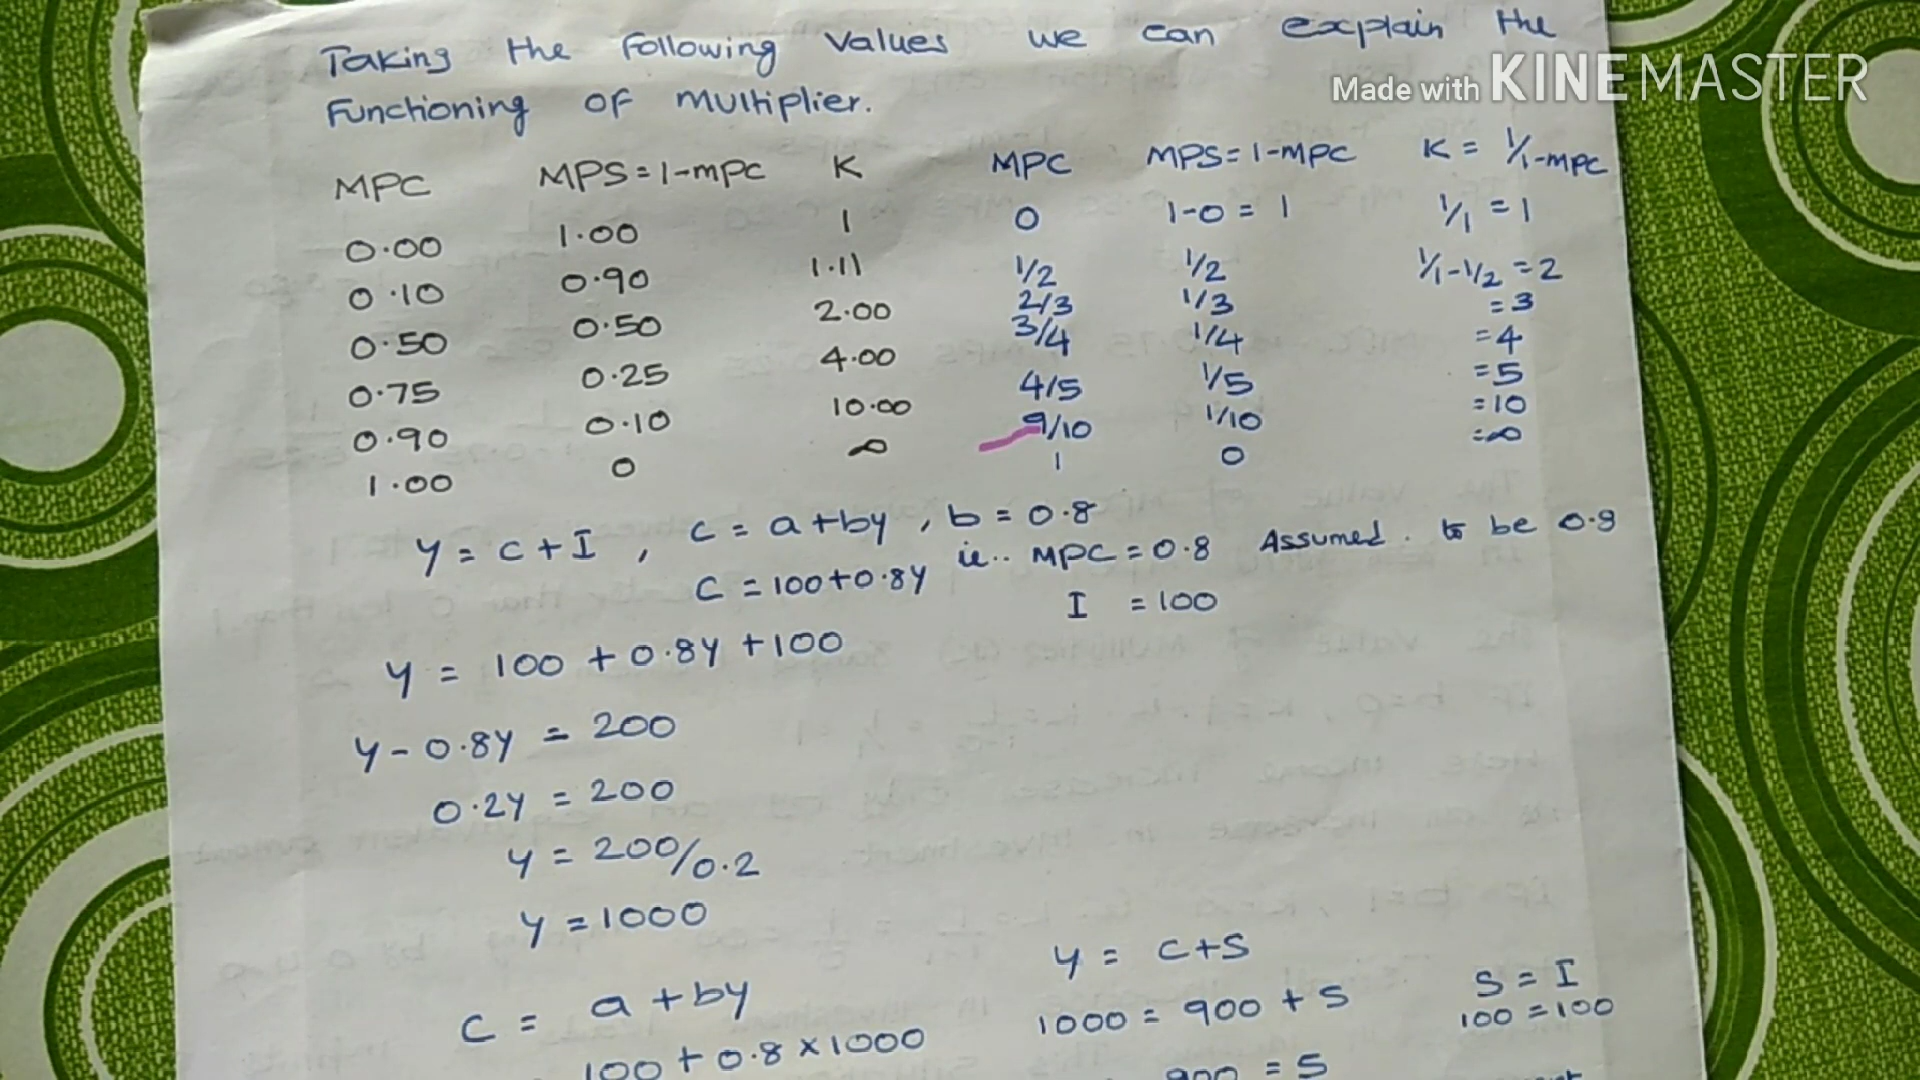 Taking the following values we can explain the
Made with KINEMASTER
Functioning of multiplier.
MPC MPS = 1-mpc K MPC MPS = 1-MPC K = 1/1-mpc
0.00 1.00 1 0 1-0 = 1 1/1 = 1
0.10 0.90 1.11 1/2 1/2 1/1-1/2 = 2
0.50 0.50 2.00 2/3 1/3 = 3
0.75 0.25 4.00 3/4 1/4 = 4
0.90 0.10 10.00 4/5 1/5 = 5
1.00 0 ∞ 9/10 1/10 = 10
1 0 = ∞
y = c + I , c = a + by , b = 0.8
C = 100 + 0.8y ie.. MPC = 0.8 Assumed. to be 0.8
I = 100
y = 100 + 0.8y + 100
y - 0.8y = 200
0.2y = 200
y = 200/0.2
y = 1000
c = a + by
100 + 0.8 x 1000
y = c+s
1000 = 900 + s
900 = s
S = I
100 = 100